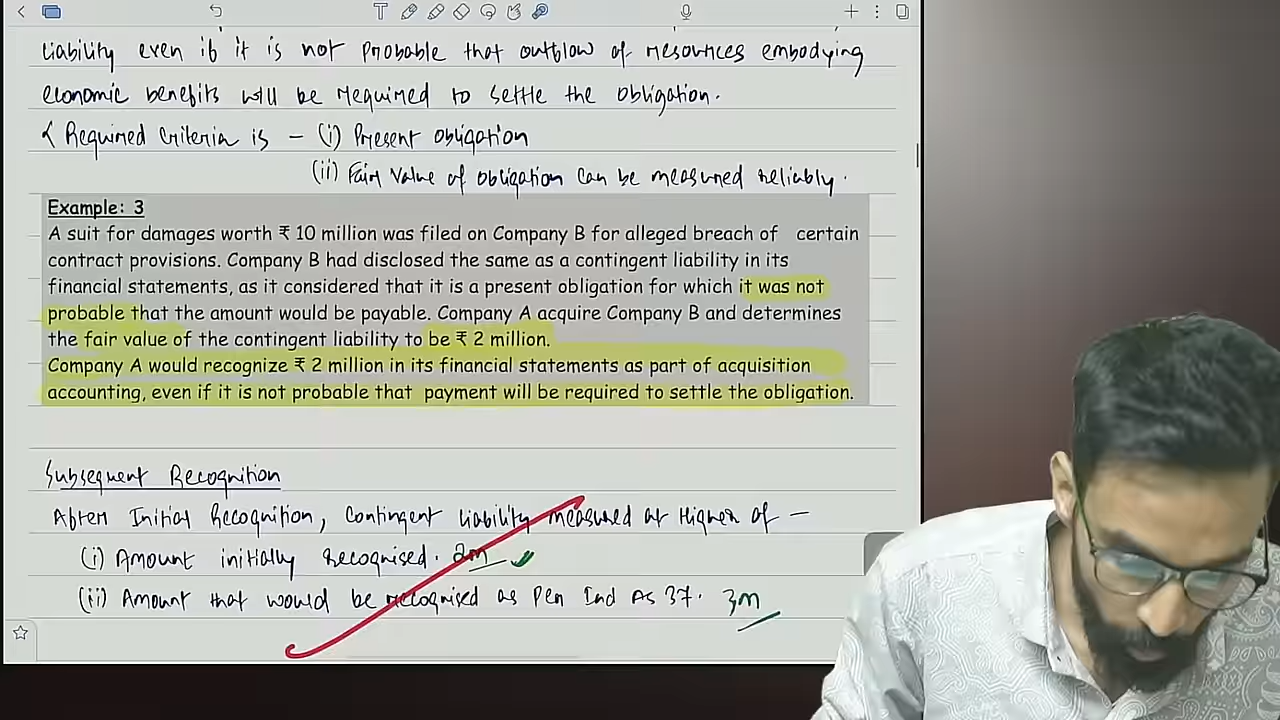 liability even if it is not probable that outflow of resources embodying
economic benefits will be required to settle the obligation.
Required Criteria is - (i) Present obligation
(ii) Fair Value of obligation can be measured reliably.
Example: 3
A suit for damages worth ₹ 10 million was filed on Company B for alleged breach of certain
contract provisions. Company B had disclosed the same as a contingent liability in its
financial statements, as it considered that it is a present obligation for which it was not
probable that the amount would be payable. Company A acquire Company B and determines
the fair value of the contingent liability to be ₹ 2 million.
Company A would recognize ₹ 2 million in its financial statements as part of acquisition
accounting, even if it is not probable that payment will be required to settle the obligation.
Subsequent Recognition
After Initial Recognition, Contingent liability measured at Higher of -
(i) Amount initially recognised. 2m
(ii) Amount that would be recognised as per Ind AS 37. 3m